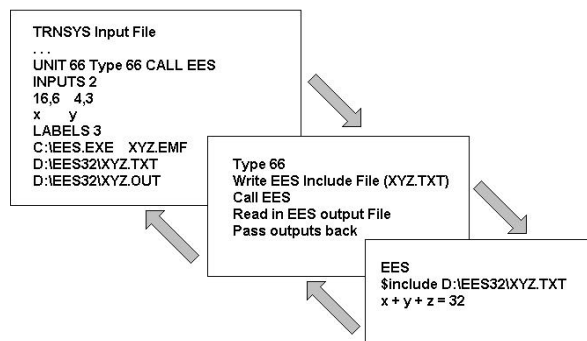 TRNSYS Input File
. . .
UNIT 66 Type 66 CALL EES
INPUTS 2
16,6 4,3
x y
LABELS 3
C:\EES.EXE XYZ.EMF
D:\EES32\XYZ.TXT
D:\EES32\XYZ.OUT
Type 66
Write EES Include File (XYZ.TXT)
Call EES
Read in EES output File
Pass outputs back
EES
$include D:\EES32\XYZ.TXT
x + y + z = 32